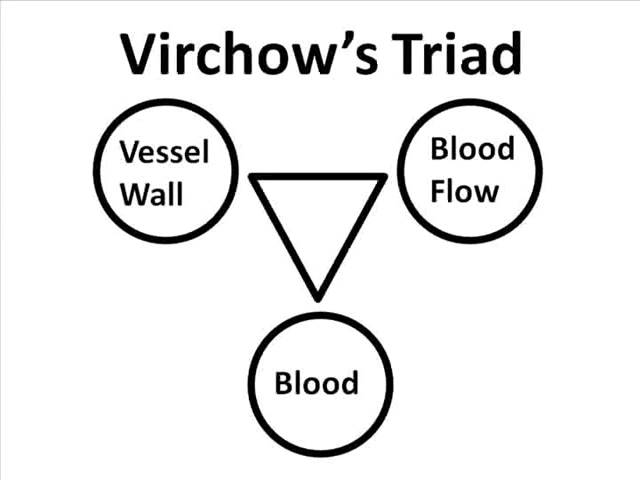 Virchow’s Triad
Vessel
Wall
Blood
Flow
Blood